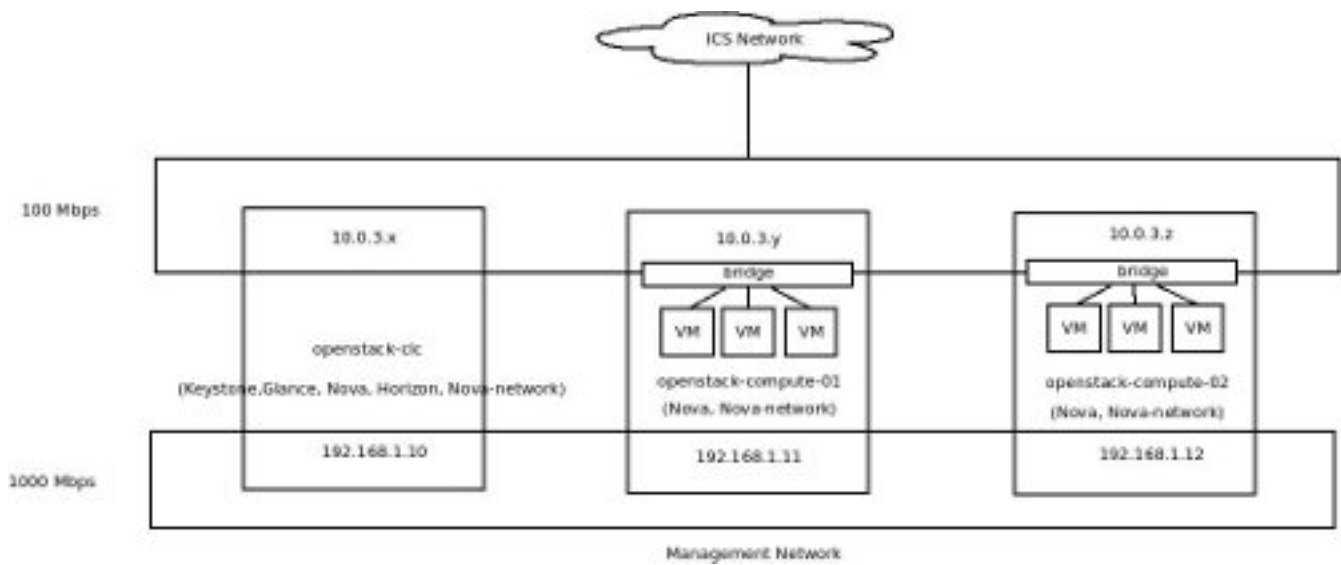 ICS Network
100 Mbps
10.0.3.x
10.0.3.y
10.0.3.z
bridge
bridge
VM
VM
VM
VM
VM
VM
openstack-clc
(Keystone,Glance, Nova, Horizon, Nova-network)
openstack-compute-01
(Nova, Nova-network)
openstack-compute-02
(Nova, Nova-network)
192.168.1.10
192.168.1.11
192.168.1.12
1000 Mbps
Management Network